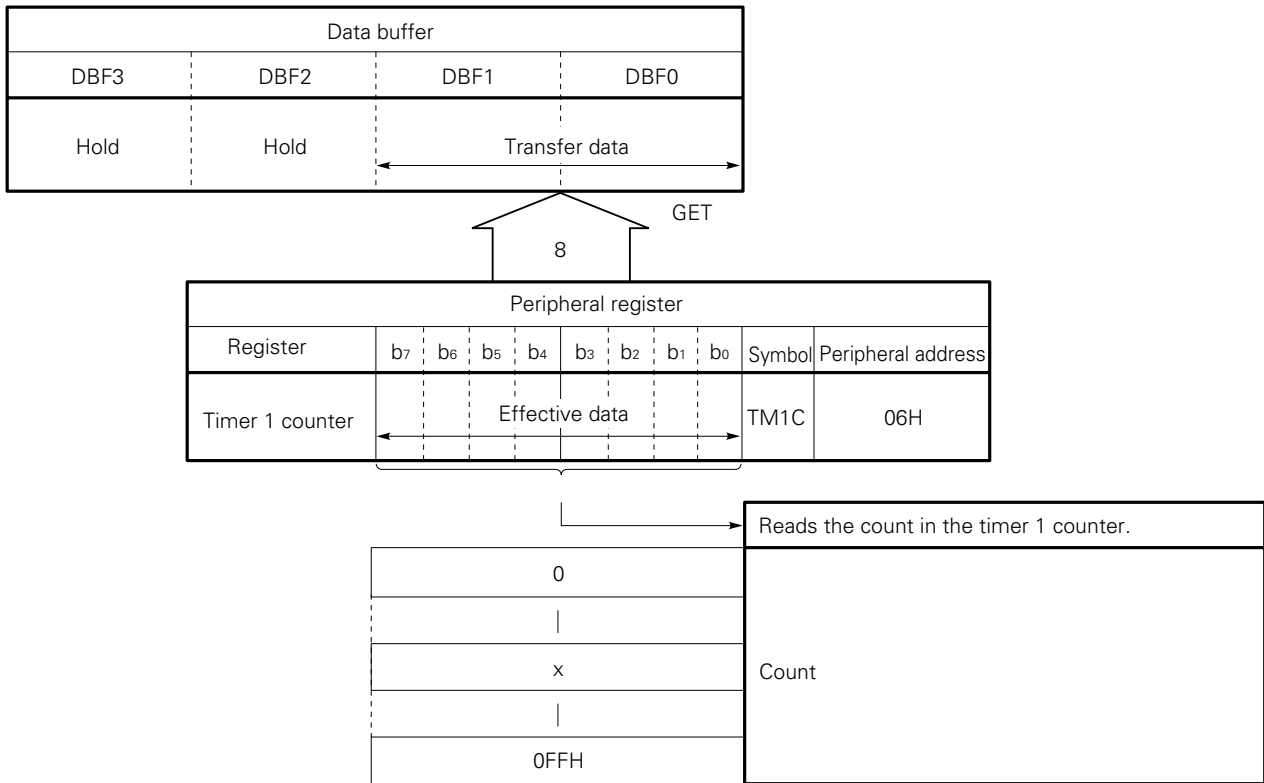 Data buffer
DBF3 DBF2 DBF1 DBF0
Hold Hold Transfer data
GET
8
Peripheral register
Register b7 b6 b5 b4 b3 b2 b1 b0 Symbol Peripheral address
Timer 1 counter Effective data TM1C 06H
Reads the count in the timer 1 counter.
0
x Count
0FFH